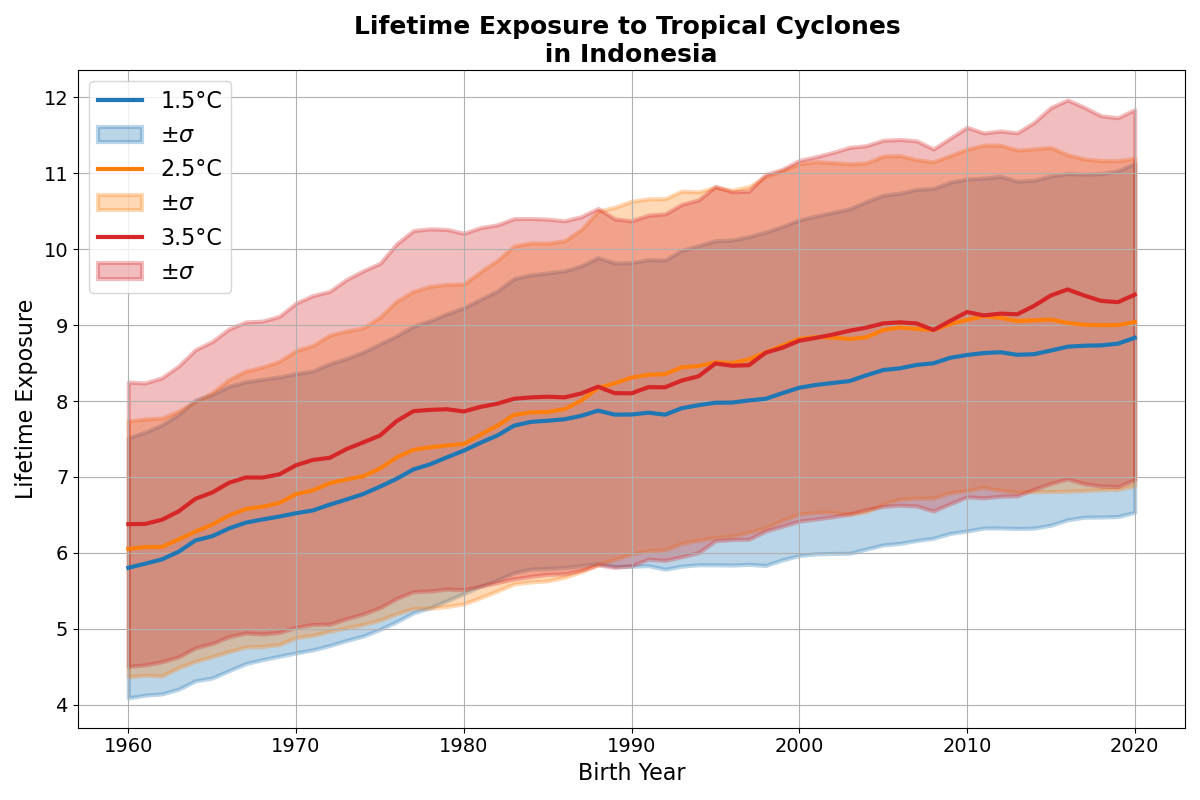 Lifetime Exposure to Tropical Cyclones
in Indonesia
1.5°C
±σ
2.5°C
±σ
3.5°C
±σ
Lifetime Exposure
12
11
10
9
8
7
6
5
4
1960
1970
1980
1990
2000
2010
2020
Birth Year